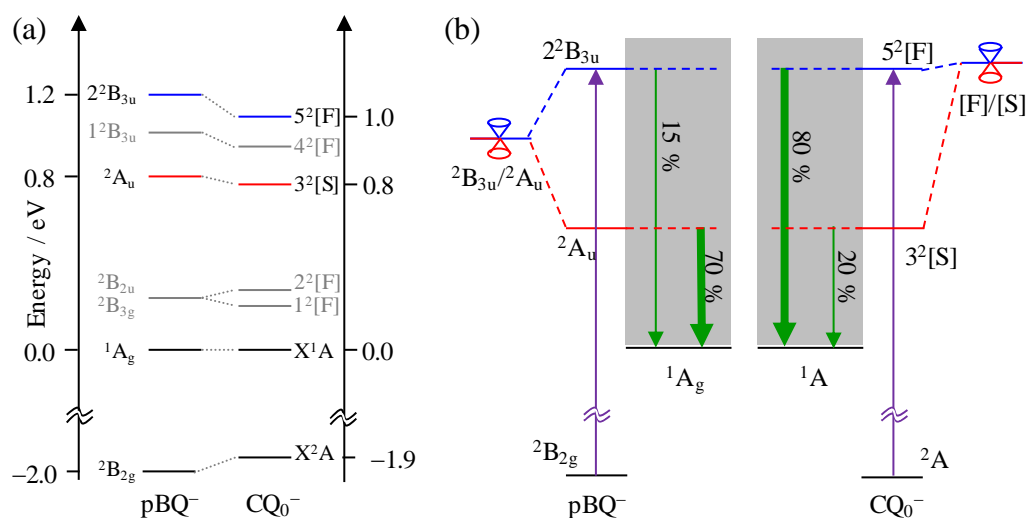 (a)
Energy / eV
1.2
0.8
0.0
−2.0
2²B₃ᵤ
1²B₃ᵤ
²Aᵤ
²B₂ᵤ
²B₃g
¹Ag
²B₂g
pBQ⁻
5²[F]
4²[F]
3²[S]
2²[F]
1²[F]
X¹A
X²A
CQ₀⁻
1.0
0.8
0.0
−1.9
(b)
2²B₃ᵤ
²B₃ᵤ/²Aᵤ
²Aᵤ
15 %
70 %
¹Ag
²B₂g
pBQ⁻
5²[F]
[F]/[S]
3²[S]
80 %
20 %
¹A
²A
CQ₀⁻